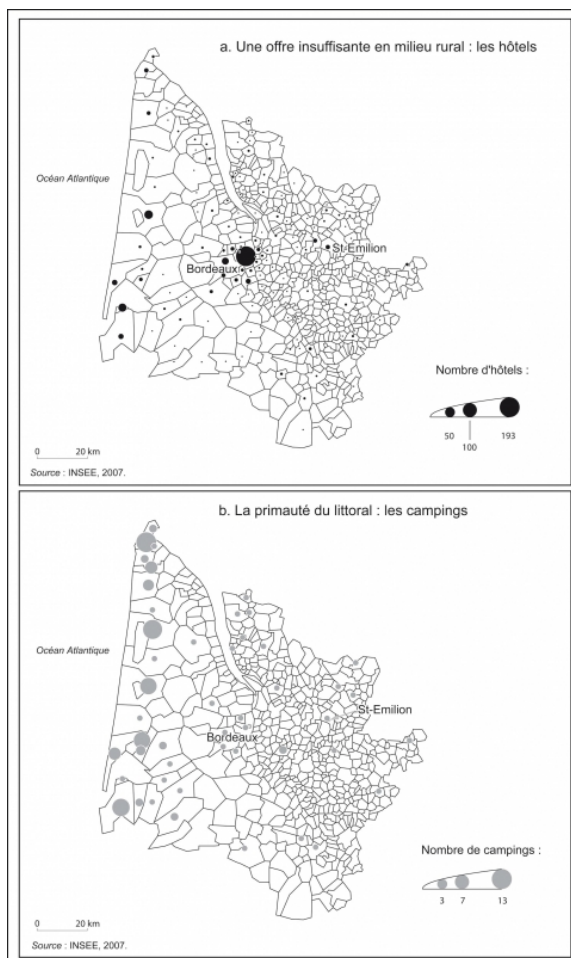 a. Une offre insuffisante en milieu rural : les hôtels
Océan Atlantique
St-Emilion
Bordeaux
Nombre d'hôtels :
50
100
193
0 20 km
Source : INSEE, 2007.
b. La primauté du littoral : les campings
Océan Atlantique
St-Emilion
Bordeaux
Nombre de campings :
3 7 13
0 20 km
Source : INSEE, 2007.